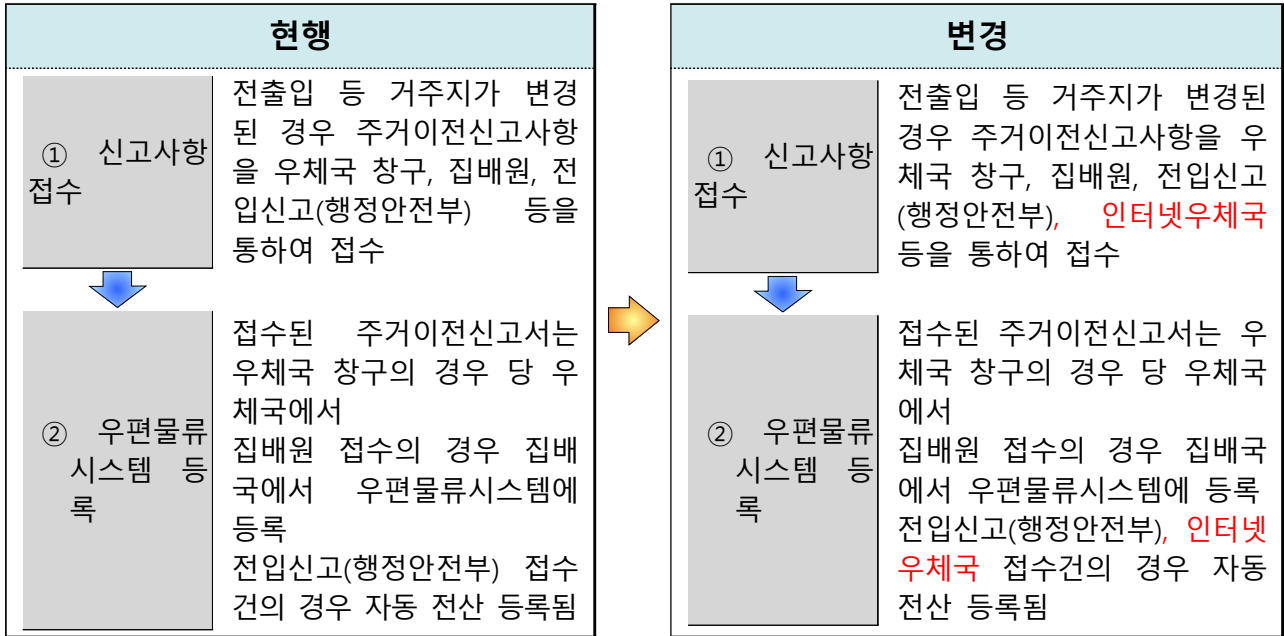 현행
① 신고사항
접수
전출입 등 거주지가 변경
된 경우 주거이전신고사항
을 우체국 창구, 집배원, 전
입신고(행정안전부) 등을
통하여 접수
② 우편물류
시스템 등
록
접수된 주거이전신고서는
우체국 창구의 경우 당 우
체국에서
집배원 접수의 경우 집배
국에서 우편물류시스템에
등록
전입신고(행정안전부) 접수
건의 경우 자동 전산 등록됨
변경
① 신고사항
접수
전출입 등 거주지가 변경된
경우 주거이전신고사항을 우
체국 창구, 집배원, 전입신고
(행정안전부), 인터넷우체국
등을 통하여 접수
② 우편물류
시스템 등
록
접수된 주거이전신고서는 우
체국 창구의 경우 당 우체국
에서
집배원 접수의 경우 집배국
에서 우편물류시스템에 등록
전입신고(행정안전부), 인터넷
우체국 접수건의 경우 자동
전산 등록됨